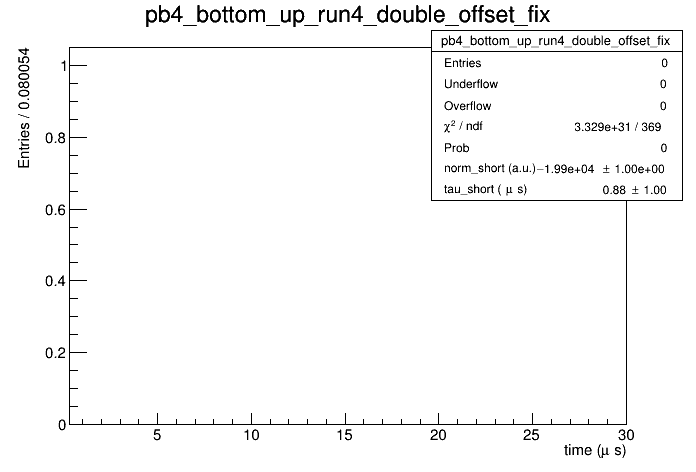 pb4_bottom_up_run4_double_offset_fix
pb4_bottom_up_run4_double_offset_fix
Entries 0
Underflow 0
Overflow 0
χ² / ndf 3.329e+31 / 369
Prob 0
norm_short (a.u.) −1.99e+04 ± 1.00e+00
tau_short ( μ s) 0.88 ± 1.00
Entries / 0.080054
1
0.8
0.6
0.4
0.2
0
5 10 15 20 25 30
time (μ s)